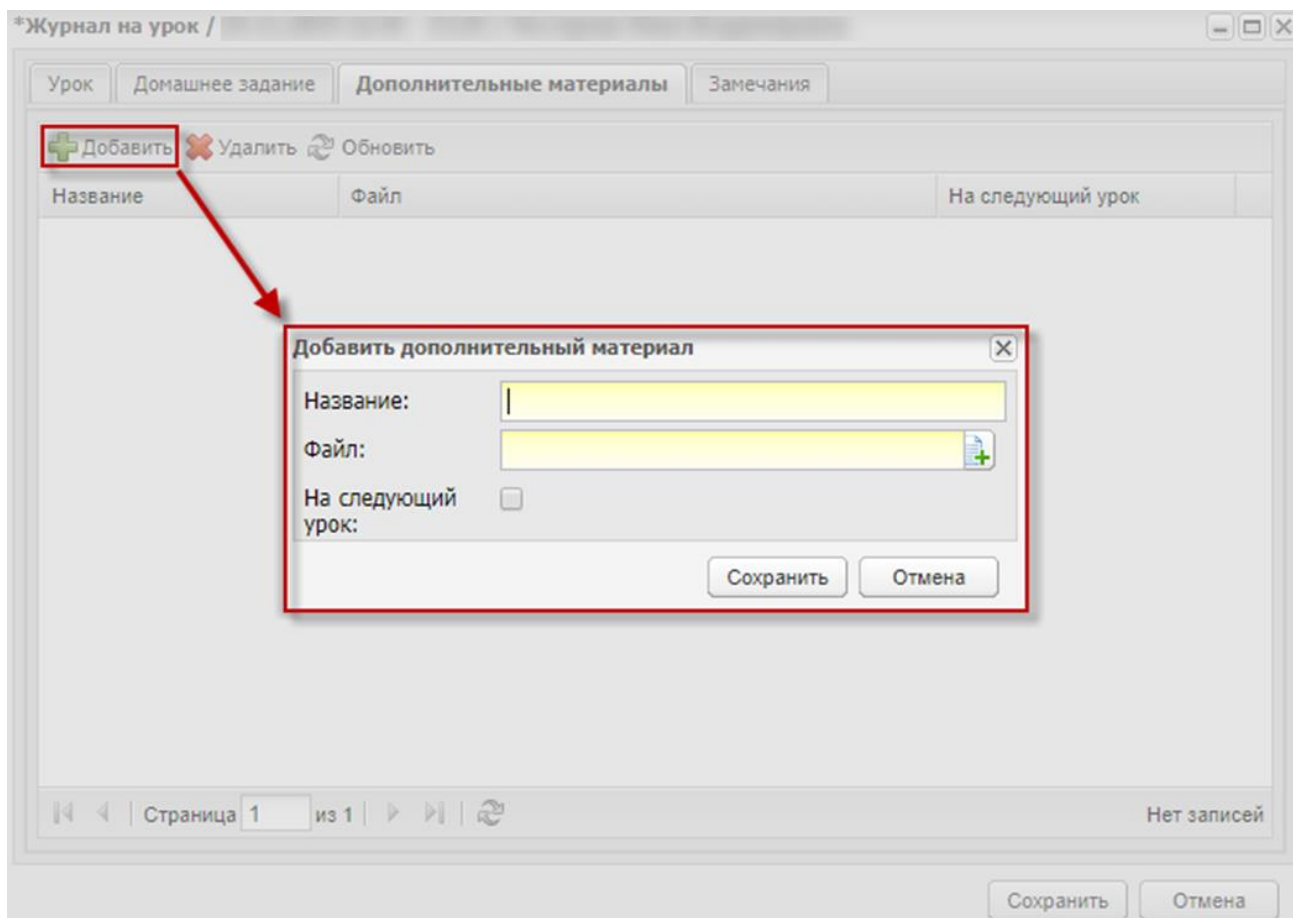 *Журнал на урок /
Урок Домашнее задание Дополнительные материалы Замечания
Добавить Удалить Обновить
Название Файл На следующий урок
Добавить дополнительный материал
Название:
Файл:
На следующий
урок:
Сохранить Отмена
Страница 1 из 1 Нет записей
Сохранить Отмена